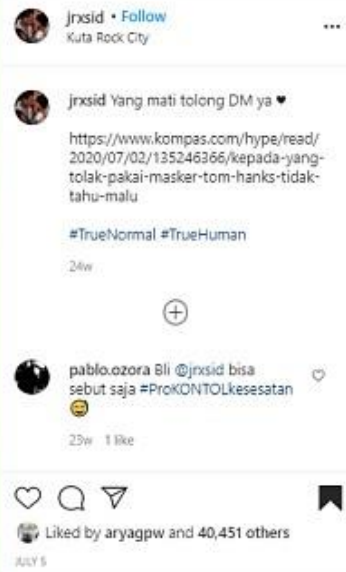 jrxsid • Follow
Kuta Rock City
jrxsid Yang mati tolong DM ya ♥
https://www.kompas.com/hype/read/
2020/07/02/135246366/kepada-yang-
tolak-pakai-masker-tom-hanks-tidak-
tahu-malu
#TrueNormal #TrueHuman
24w
pablo.ozora Bli @jrxsid bisa
sebut saja #ProKONTOLkesesatan
😅
23w 1 like
Liked by aryagpw and 40,451 others
JULY 5